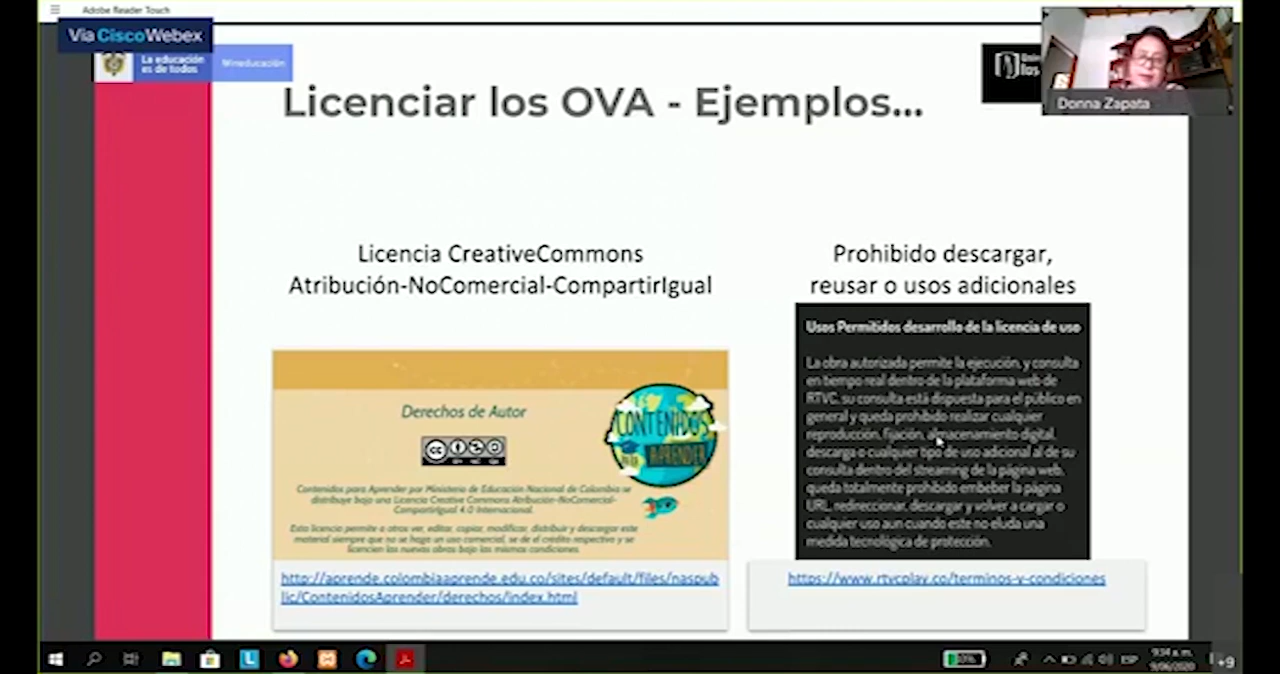 Adobe Reader Touch
Via CiscoWebex
La educación
es de todos
Mineducación
Donna Zapata
Licenciar los OVA - Ejemplos...
Licencia CreativeCommons
Atribución-NoComercial-CompartirIgual
Derechos de Autor
CONTENIDOS
APRENDER
Contenidos para Aprender por Ministerio de Educación Nacional de Colombia se
distribuye bajo una Licencia Creative Commons Atribución-NoComercial-
CompartirIgual 4.0 Internacional.
Esta licencia permite a otros ver, editar, copiar, modificar, distribuir y descargar este
material siempre que no se haga un uso comercial, se de el crédito respectivo y se
licencien las nuevas obras bajo las mismas condiciones.
http://aprende.colombiaaprende.edu.co/sites/default/files/naspub
lic/ContenidosAprender/derechos/index.html
Prohibido descargar,
reusar o usos adicionales
Usos Permitidos desarrollo de la licencia de uso
La obra autorizada permite la ejecución, y consulta
en tiempo real dentro de la plataforma web de
RTVC, su consulta está dispuesta para el público en
general y queda prohibido realizar cualquier
reproducción, fijación, almacenamiento digital,
descarga o cualquier tipo de uso adicional al de su
consulta dentro del streaming de la página web,
queda totalmente prohibido embeber la página
URL, redireccionar, descargar y volver a cargar o
cualquier uso aun cuando este no eluda una
medida tecnológica de protección.
https://www.rtvcplay.co/terminos-y-condiciones
ESP
9:34 a. m.
9/06/2020
+9